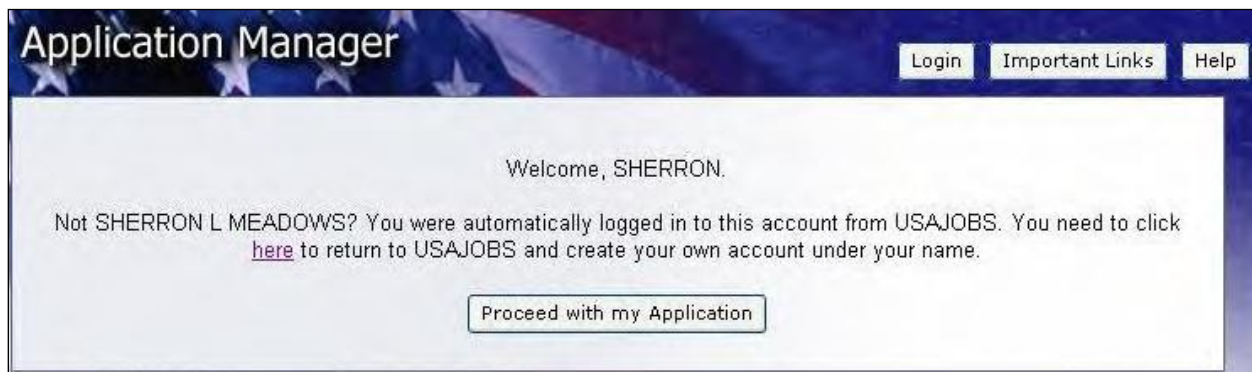 Application Manager
Login Important Links Help
Welcome, SHERRON.
Not SHERRON L MEADOWS? You were automatically logged in to this account from USAJOBS. You need to click
here to return to USAJOBS and create your own account under your name.
Proceed with my Application